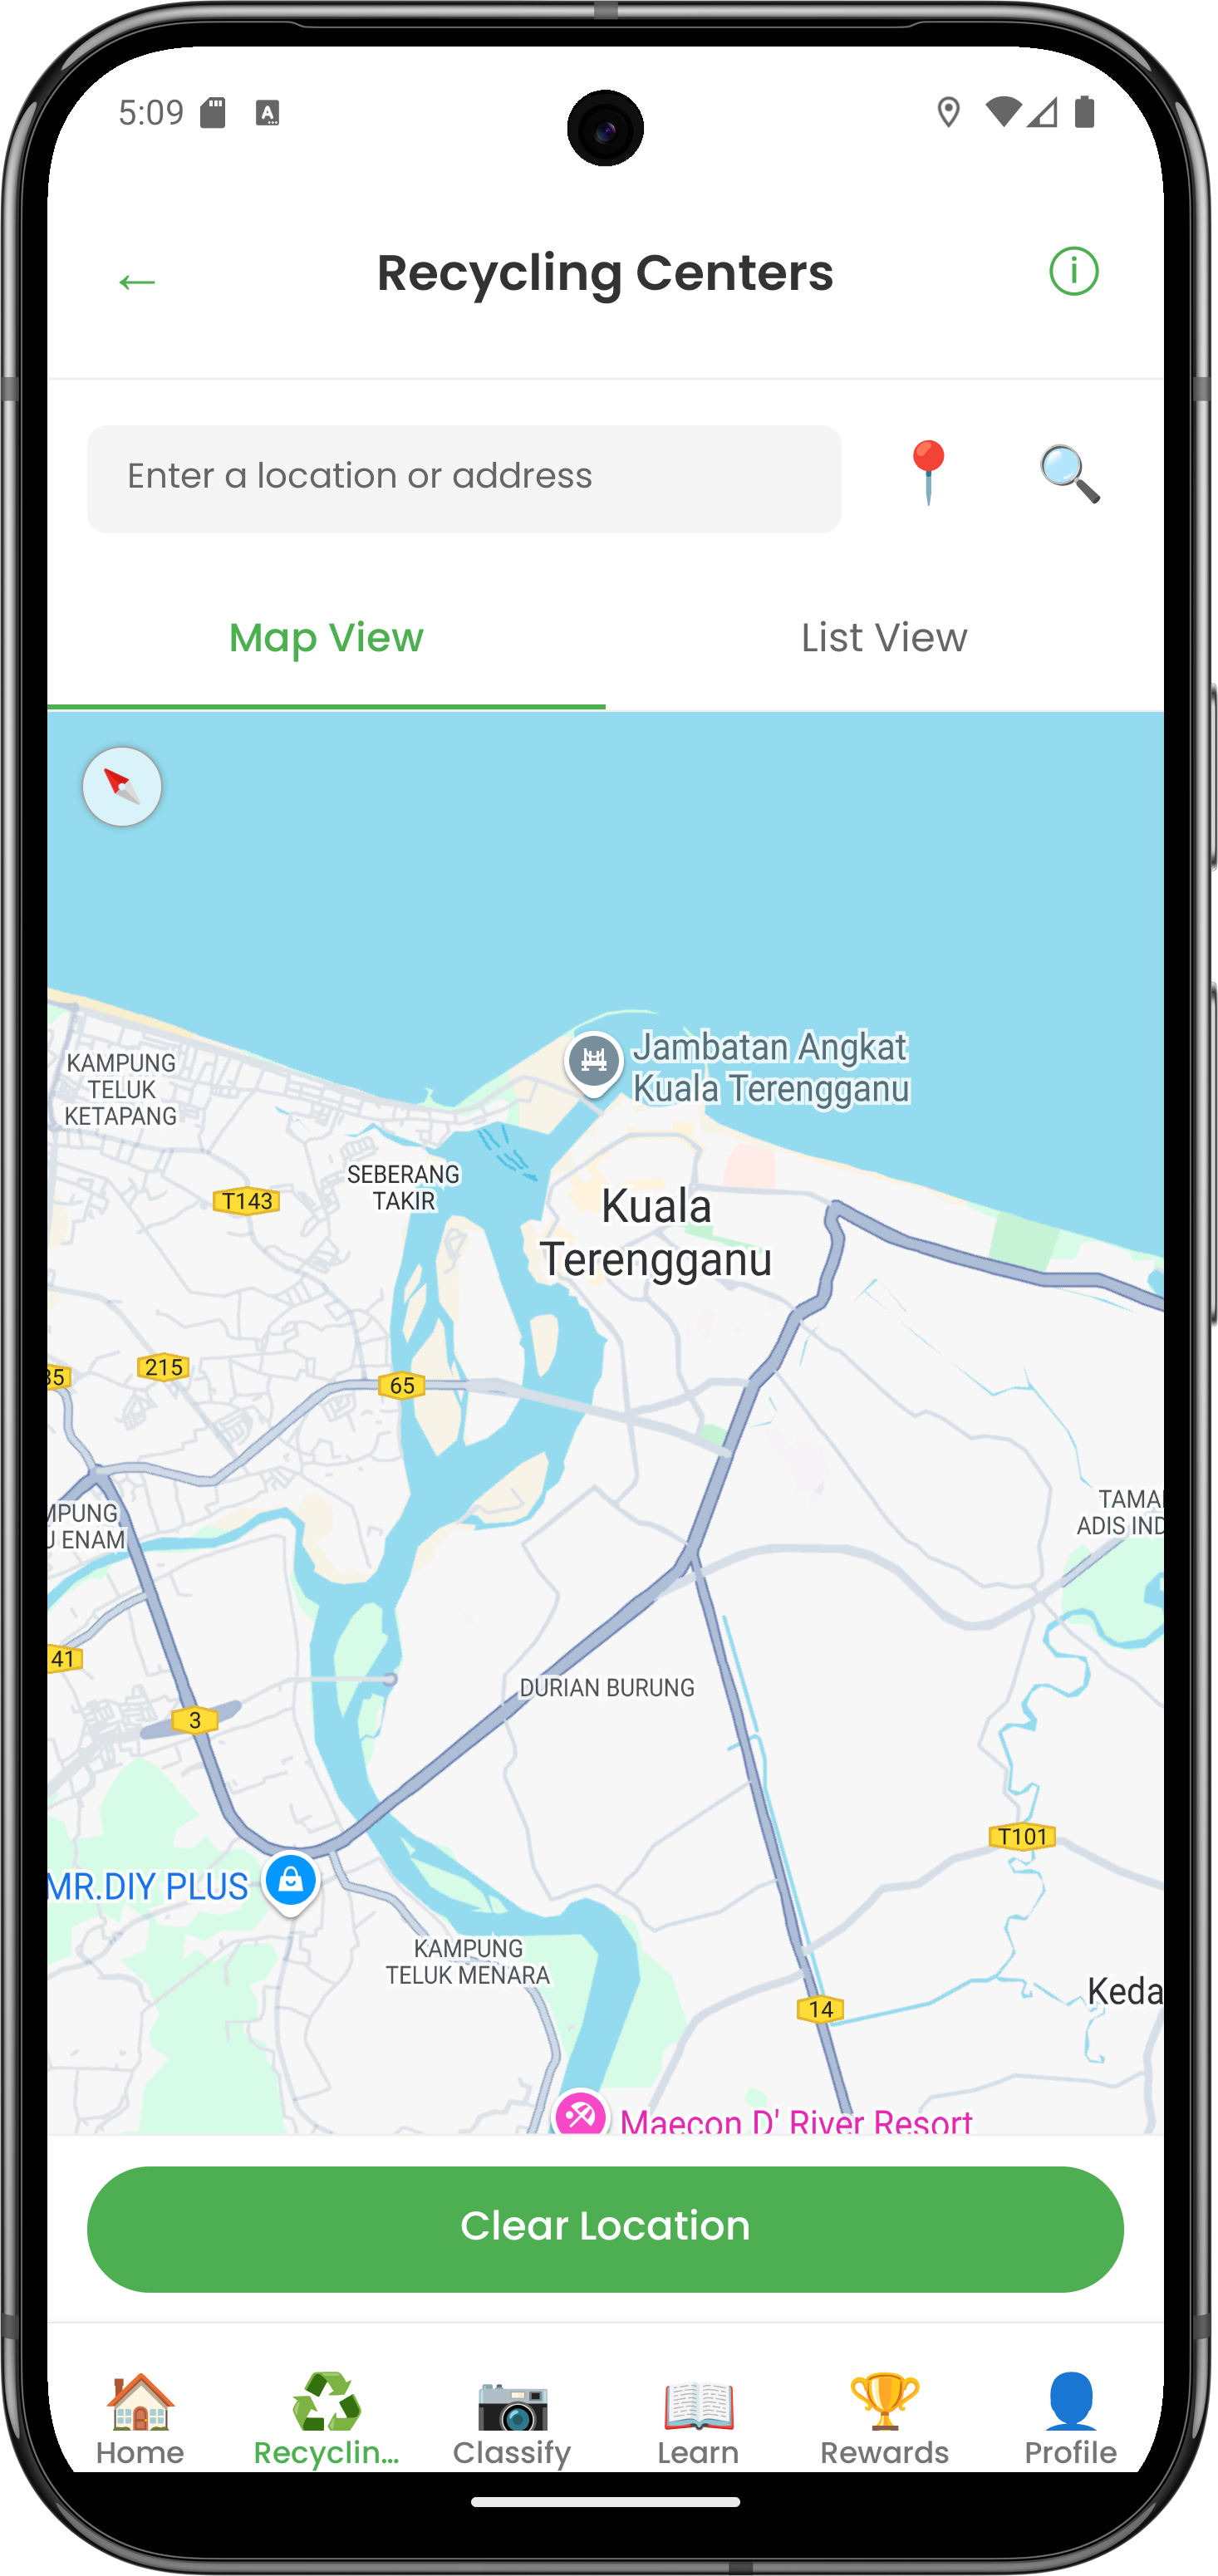 5:09
Recycling Centers
Enter a location or address
Map View
List View
Jambatan Angkat
Kuala Terengganu
KAMPUNG
TELUK
KETAPANG
SEBERANG
TAKIR
T143
Kuala
Terengganu
215
65
TAMA
ADIS IND
MPUNG
U ENAM
41
DURIAN BURUNG
3
T101
MR.DIY PLUS
KAMPUNG
TELUK MENARA
Keda
14
Maecon D' River Resort
Clear Location
Home
Recyclin...
Classify
Learn
Rewards
Profile